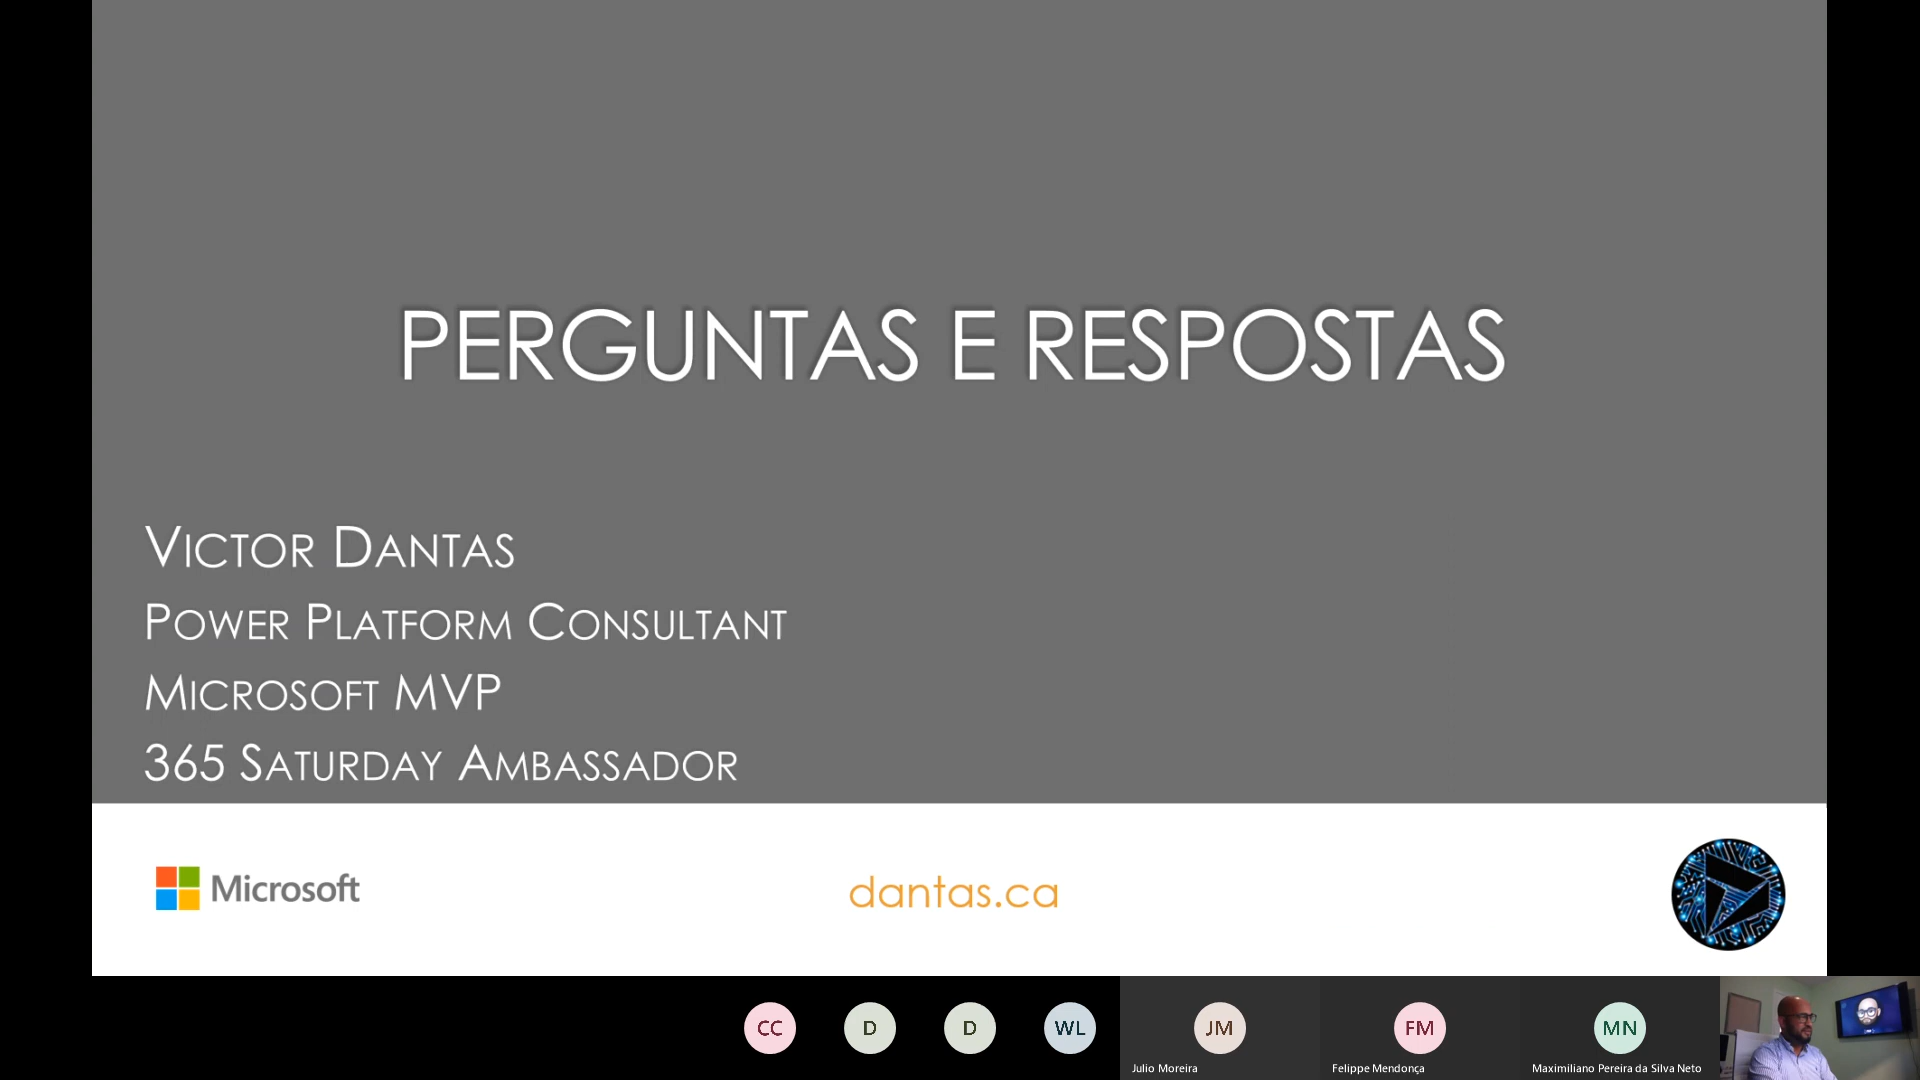 PERGUNTAS E RESPOSTAS
VICTOR DANTAS
POWER PLATFORM CONSULTANT
MICROSOFT MVP
365 SATURDAY AMBASSADOR
Microsoft
dantas.ca
CC
D
D
WL
JM
FM
MN
Julio Moreira
Felippe Mendonça
Maximiliano Pereira da Silva Neto